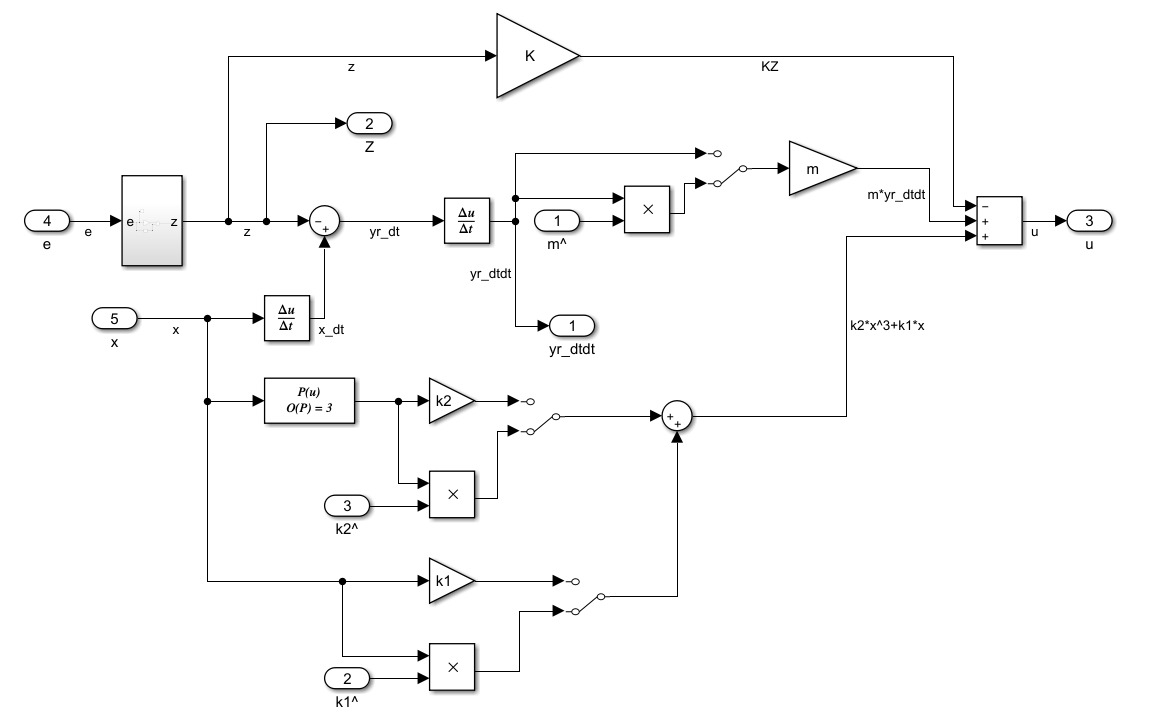 K
z
KZ
2
Z
m
m*yr_dtdt
4
e
e
e
z
z
−
+
yr_dt
Δu
Δt
1
m^
×
−
+
+
u
3
u
yr_dtdt
5
x
x
Δu
Δt
x_dt
1
yr_dtdt
k2*x^3+k1*x
P(u)
O(P) = 3
k2
+
+
×
3
k2^
k1
×
2
k1^